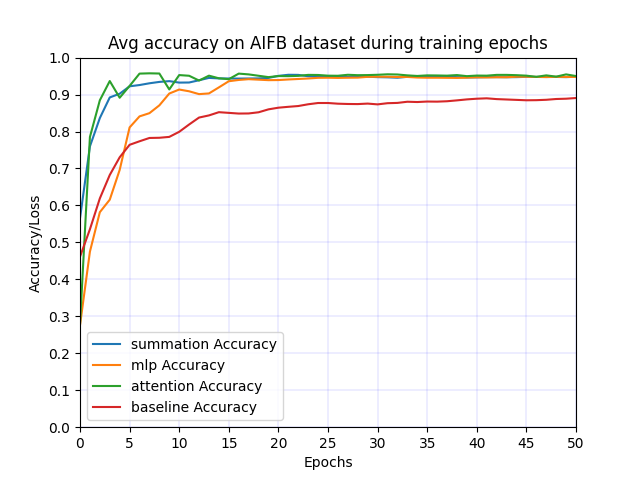 Avg accuracy on AIFB dataset during training epochs
Accuracy/Loss
1.0
0.9
0.8
0.7
0.6
0.5
0.4
0.3
0.2
0.1
0.0
summation Accuracy
mlp Accuracy
attention Accuracy
baseline Accuracy
0 5 10 15 20 25 30 35 40 45 50
Epochs